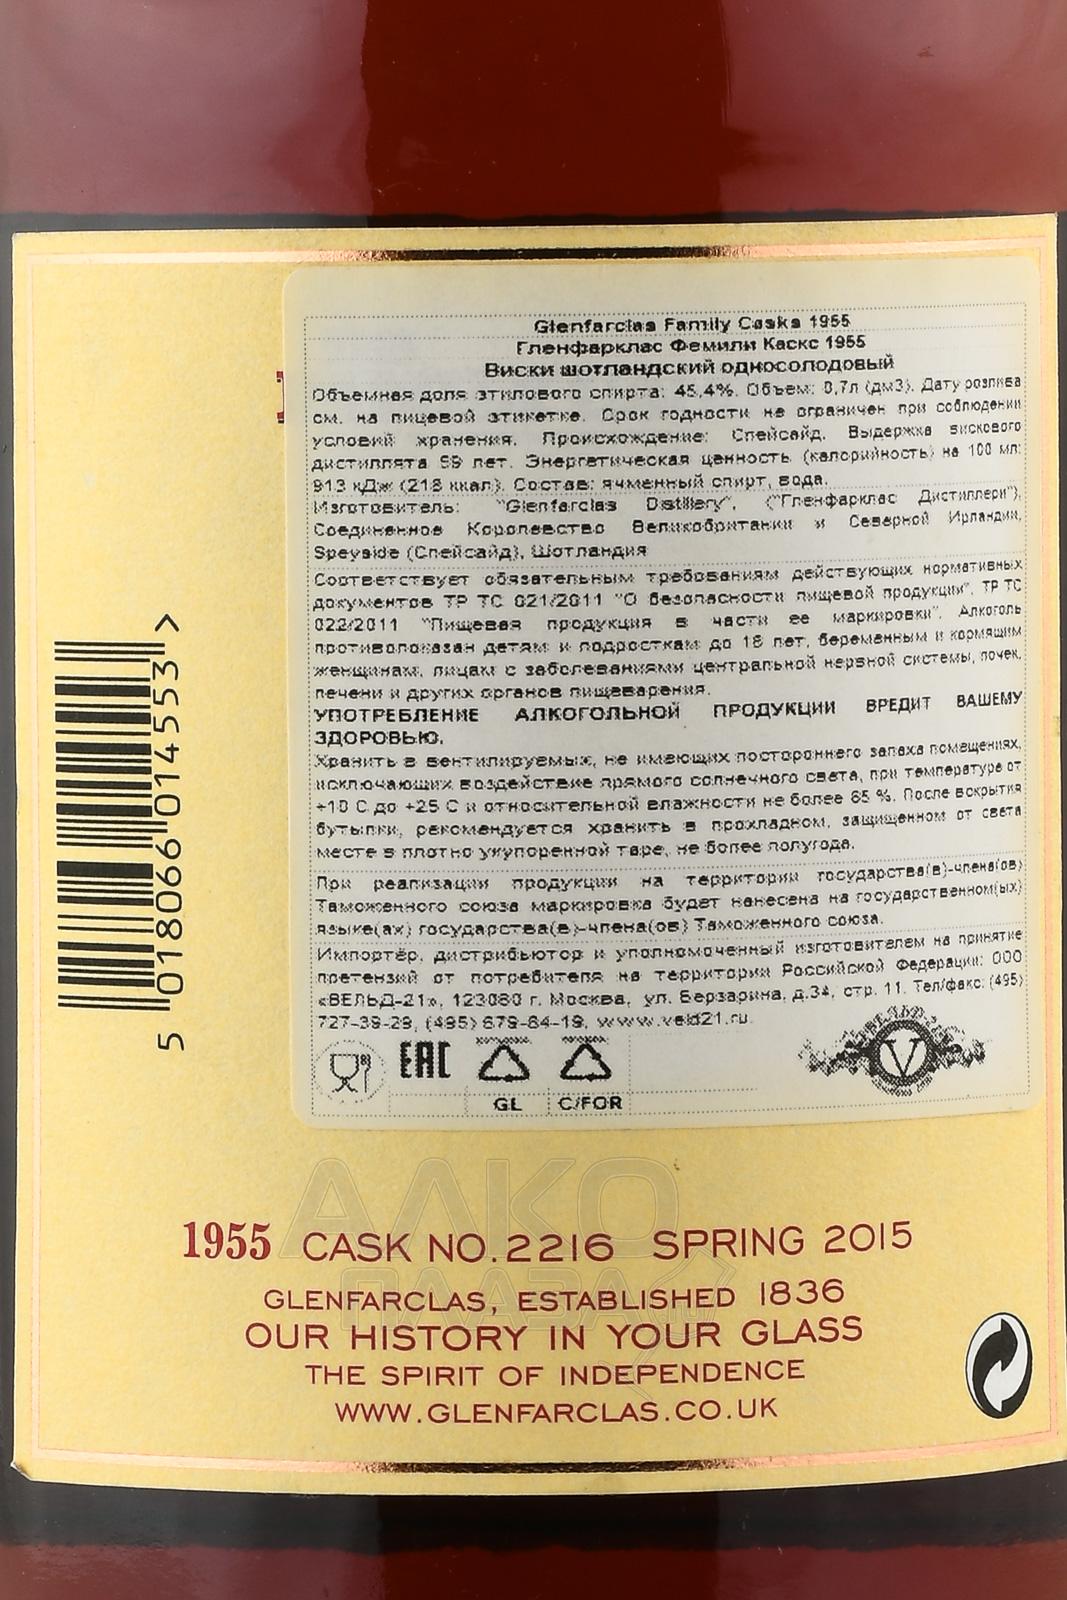 Glenfarclas Family Casks 1955
Гленфарклас Фемили Каскс 1955
Виски шотландский односолодовый
Объемная доля этилового спирта: 45,4%. Объем: 0,7л (дм3). Дату розлива
см. на пищевой этикетке. Срок годности не ограничен при соблюдении
условий хранения. Происхождение: Спейсайд. Выдержка вискового
дистиллята 59 лет. Энергетическая ценность (калорийность) на 100 мл:
913 кДж (218 ккал). Состав: ячменный спирт, вода.
Изготовитель: "Glenfarclas Distillery", ("Гленфарклас Дистиллери"),
Соединенное Королевство Великобритании и Северной Ирландии,
Speyside (Спейсайд), Шотландия
Соответствует обязательным требованиям действующих нормативных
документов ТР ТС 021/2011 "О безопасности пищевой продукции", ТР ТС
022/2011 "Пищевая продукция в части ее маркировки". Алкоголь
противопоказан детям и подросткам до 18 лет, беременным и кормящим
женщинам, лицам с заболеваниями центральной нервной системы, почек,
печени и других органов пищеварения.
УПОТРЕБЛЕНИЕ АЛКОГОЛЬНОЙ ПРОДУКЦИИ ВРЕДИТ ВАШЕМУ
ЗДОРОВЬЮ.
Хранить в вентилируемых, не имеющих постороннего запаха помещениях,
исключающих воздействие прямого солнечного света, при температуре от
+10 С до +25 С и относительной влажности не более 85 %. После вскрытия
бутылки, рекомендуется хранить в прохладном, защищенном от света
месте в плотно укупоренной таре, не более полугода.
При реализации продукции на территории государства(в)-члена(ов)
Таможенного союза маркировка будет нанесена на государственном(ых)
языке(ах) государства(в)-члена(ов) Таможенного союза.
Импортёр, дистрибьютор и уполномоченный изготовителем на принятие
претензий от потребителя на территории Российской Федерации: ООО
«ВЕЛЬД-21», 123060 г. Москва, ул. Берзарина, д.34, стр. 11. Тел/факс: (495)
727-39-29, (495) 679-84-19, www.veld21.ru.
EAC
GL C/FOR
V
5 018066 014553 >
1955 CASK NO. 2216 SPRING 2015
GLENFARCLAS, ESTABLISHED 1836
OUR HISTORY IN YOUR GLASS
THE SPIRIT OF INDEPENDENCE
WWW.GLENFARCLAS.CO.UK
АЛКО
ПЛАЗА